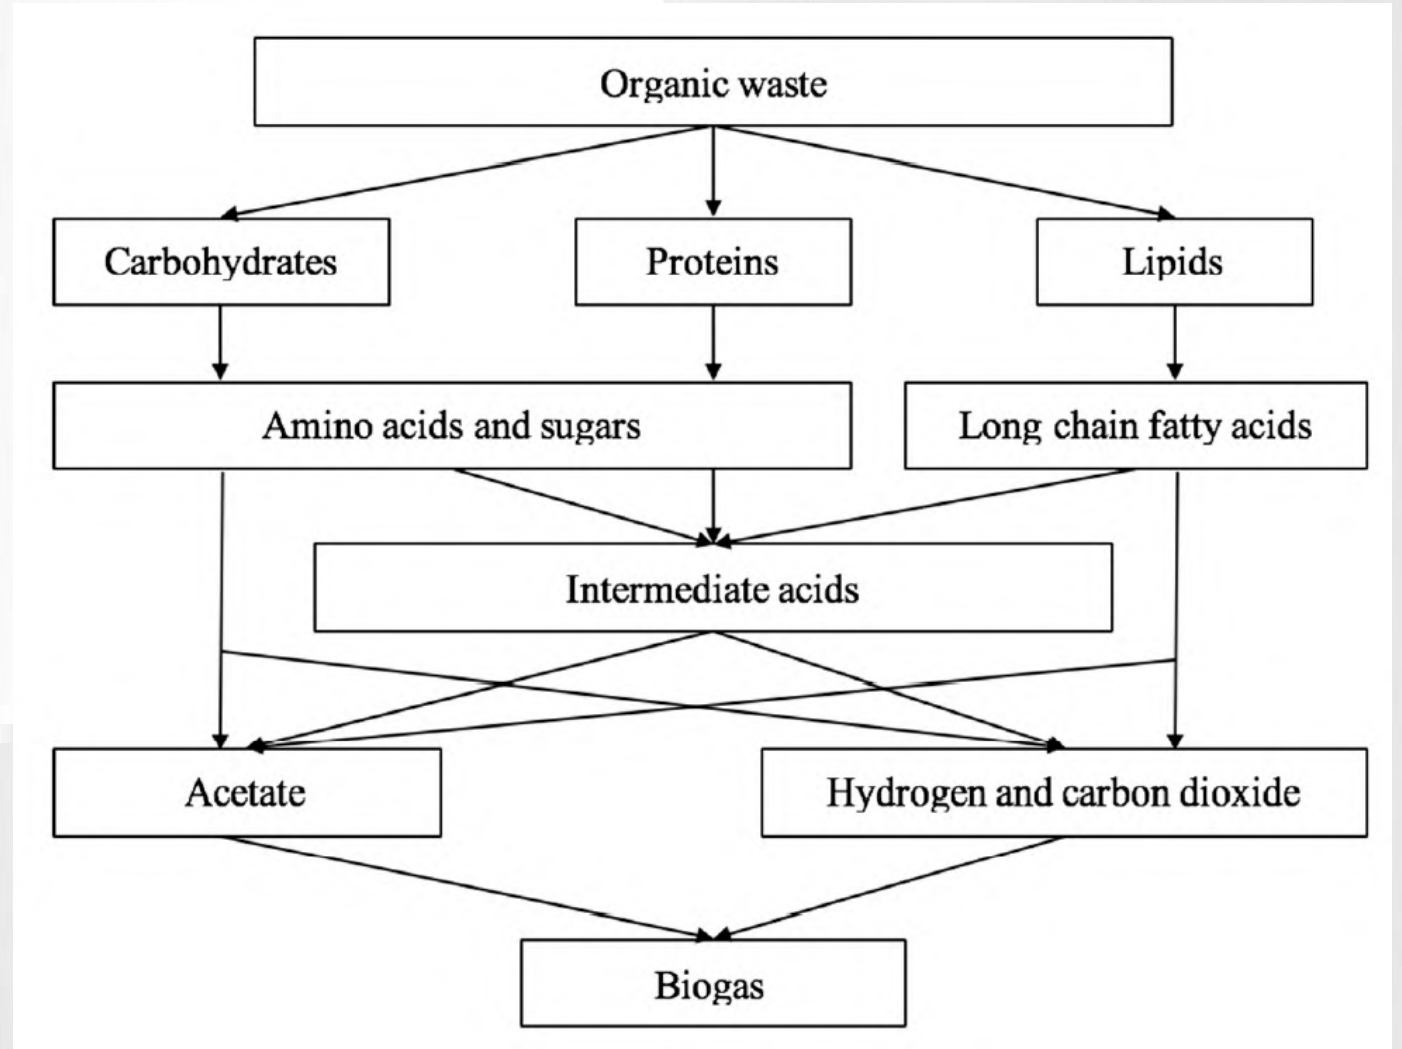 Organic waste
Carbohydrates
Proteins
Lipids
Amino acids and sugars
Long chain fatty acids
Intermediate acids
Acetate
Hydrogen and carbon dioxide
Biogas